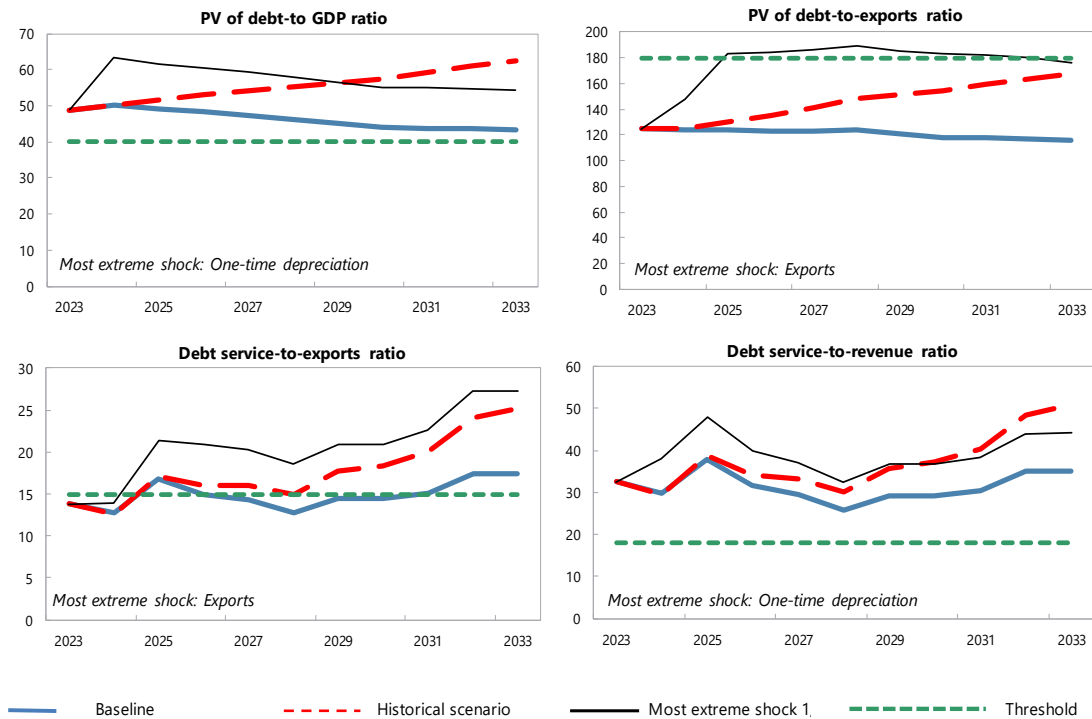 PV of debt-to GDP ratio
70
60
50
40
30
20
10
0
2023 2025 2027 2029 2031 2033
Most extreme shock: One-time depreciation
PV of debt-to-exports ratio
200
180
160
140
120
100
80
60
40
20
0
2023 2025 2027 2029 2031 2033
Most extreme shock: Exports
Debt service-to-exports ratio
30
25
20
15
10
5
0
2023 2025 2027 2029 2031 2033
Most extreme shock: Exports
Debt service-to-revenue ratio
60
50
40
30
20
10
0
2023 2025 2027 2029 2031 2033
Most extreme shock: One-time depreciation
Baseline Historical scenario Most extreme shock 1, Threshold